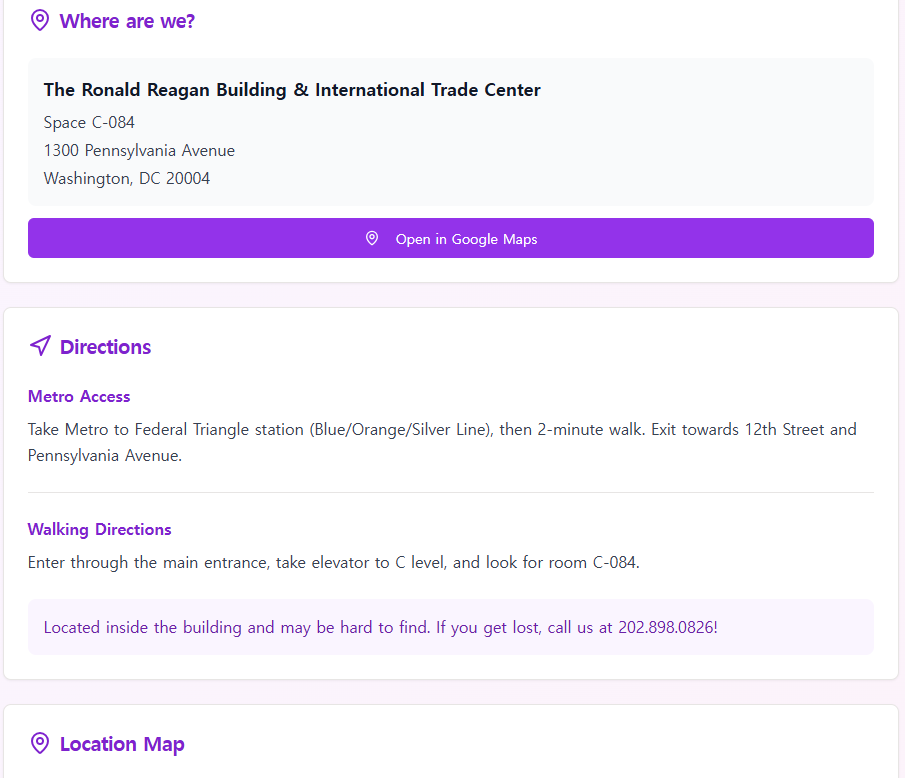 Where are we?
The Ronald Reagan Building & International Trade Center
Space C-084
1300 Pennsylvania Avenue
Washington, DC 20004
Open in Google Maps
Directions
Metro Access
Take Metro to Federal Triangle station (Blue/Orange/Silver Line), then 2-minute walk. Exit towards 12th Street and
Pennsylvania Avenue.
Walking Directions
Enter through the main entrance, take elevator to C level, and look for room C-084.
Located inside the building and may be hard to find. If you get lost, call us at 202.898.0826!
Location Map